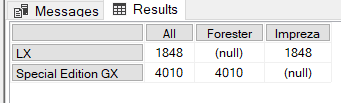 Messages Results
All Forester Impreza
LX 1848 (null) 1848
Special Edition GX 4010 4010 (null)